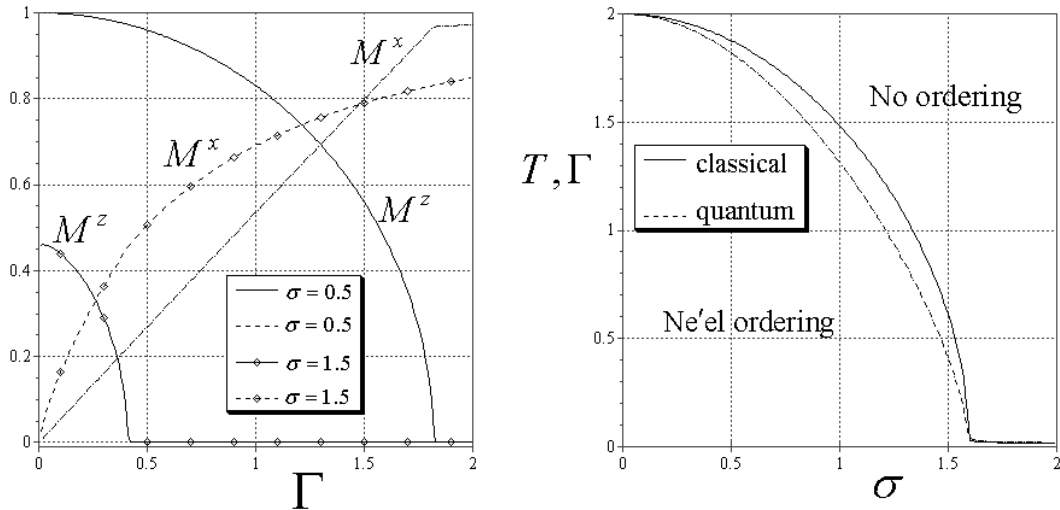 1
0.8
0.6
0.4
0.2
0
0
0.5
1
1.5
2
M^x
M^x
M^z
M^z
σ = 0.5
σ = 0.5
σ = 1.5
σ = 1.5
Γ
2
1.5
1
0.5
0
0
0.5
1
1.5
2
No ordering
T, Γ
classical
quantum
Ne'el ordering
σ